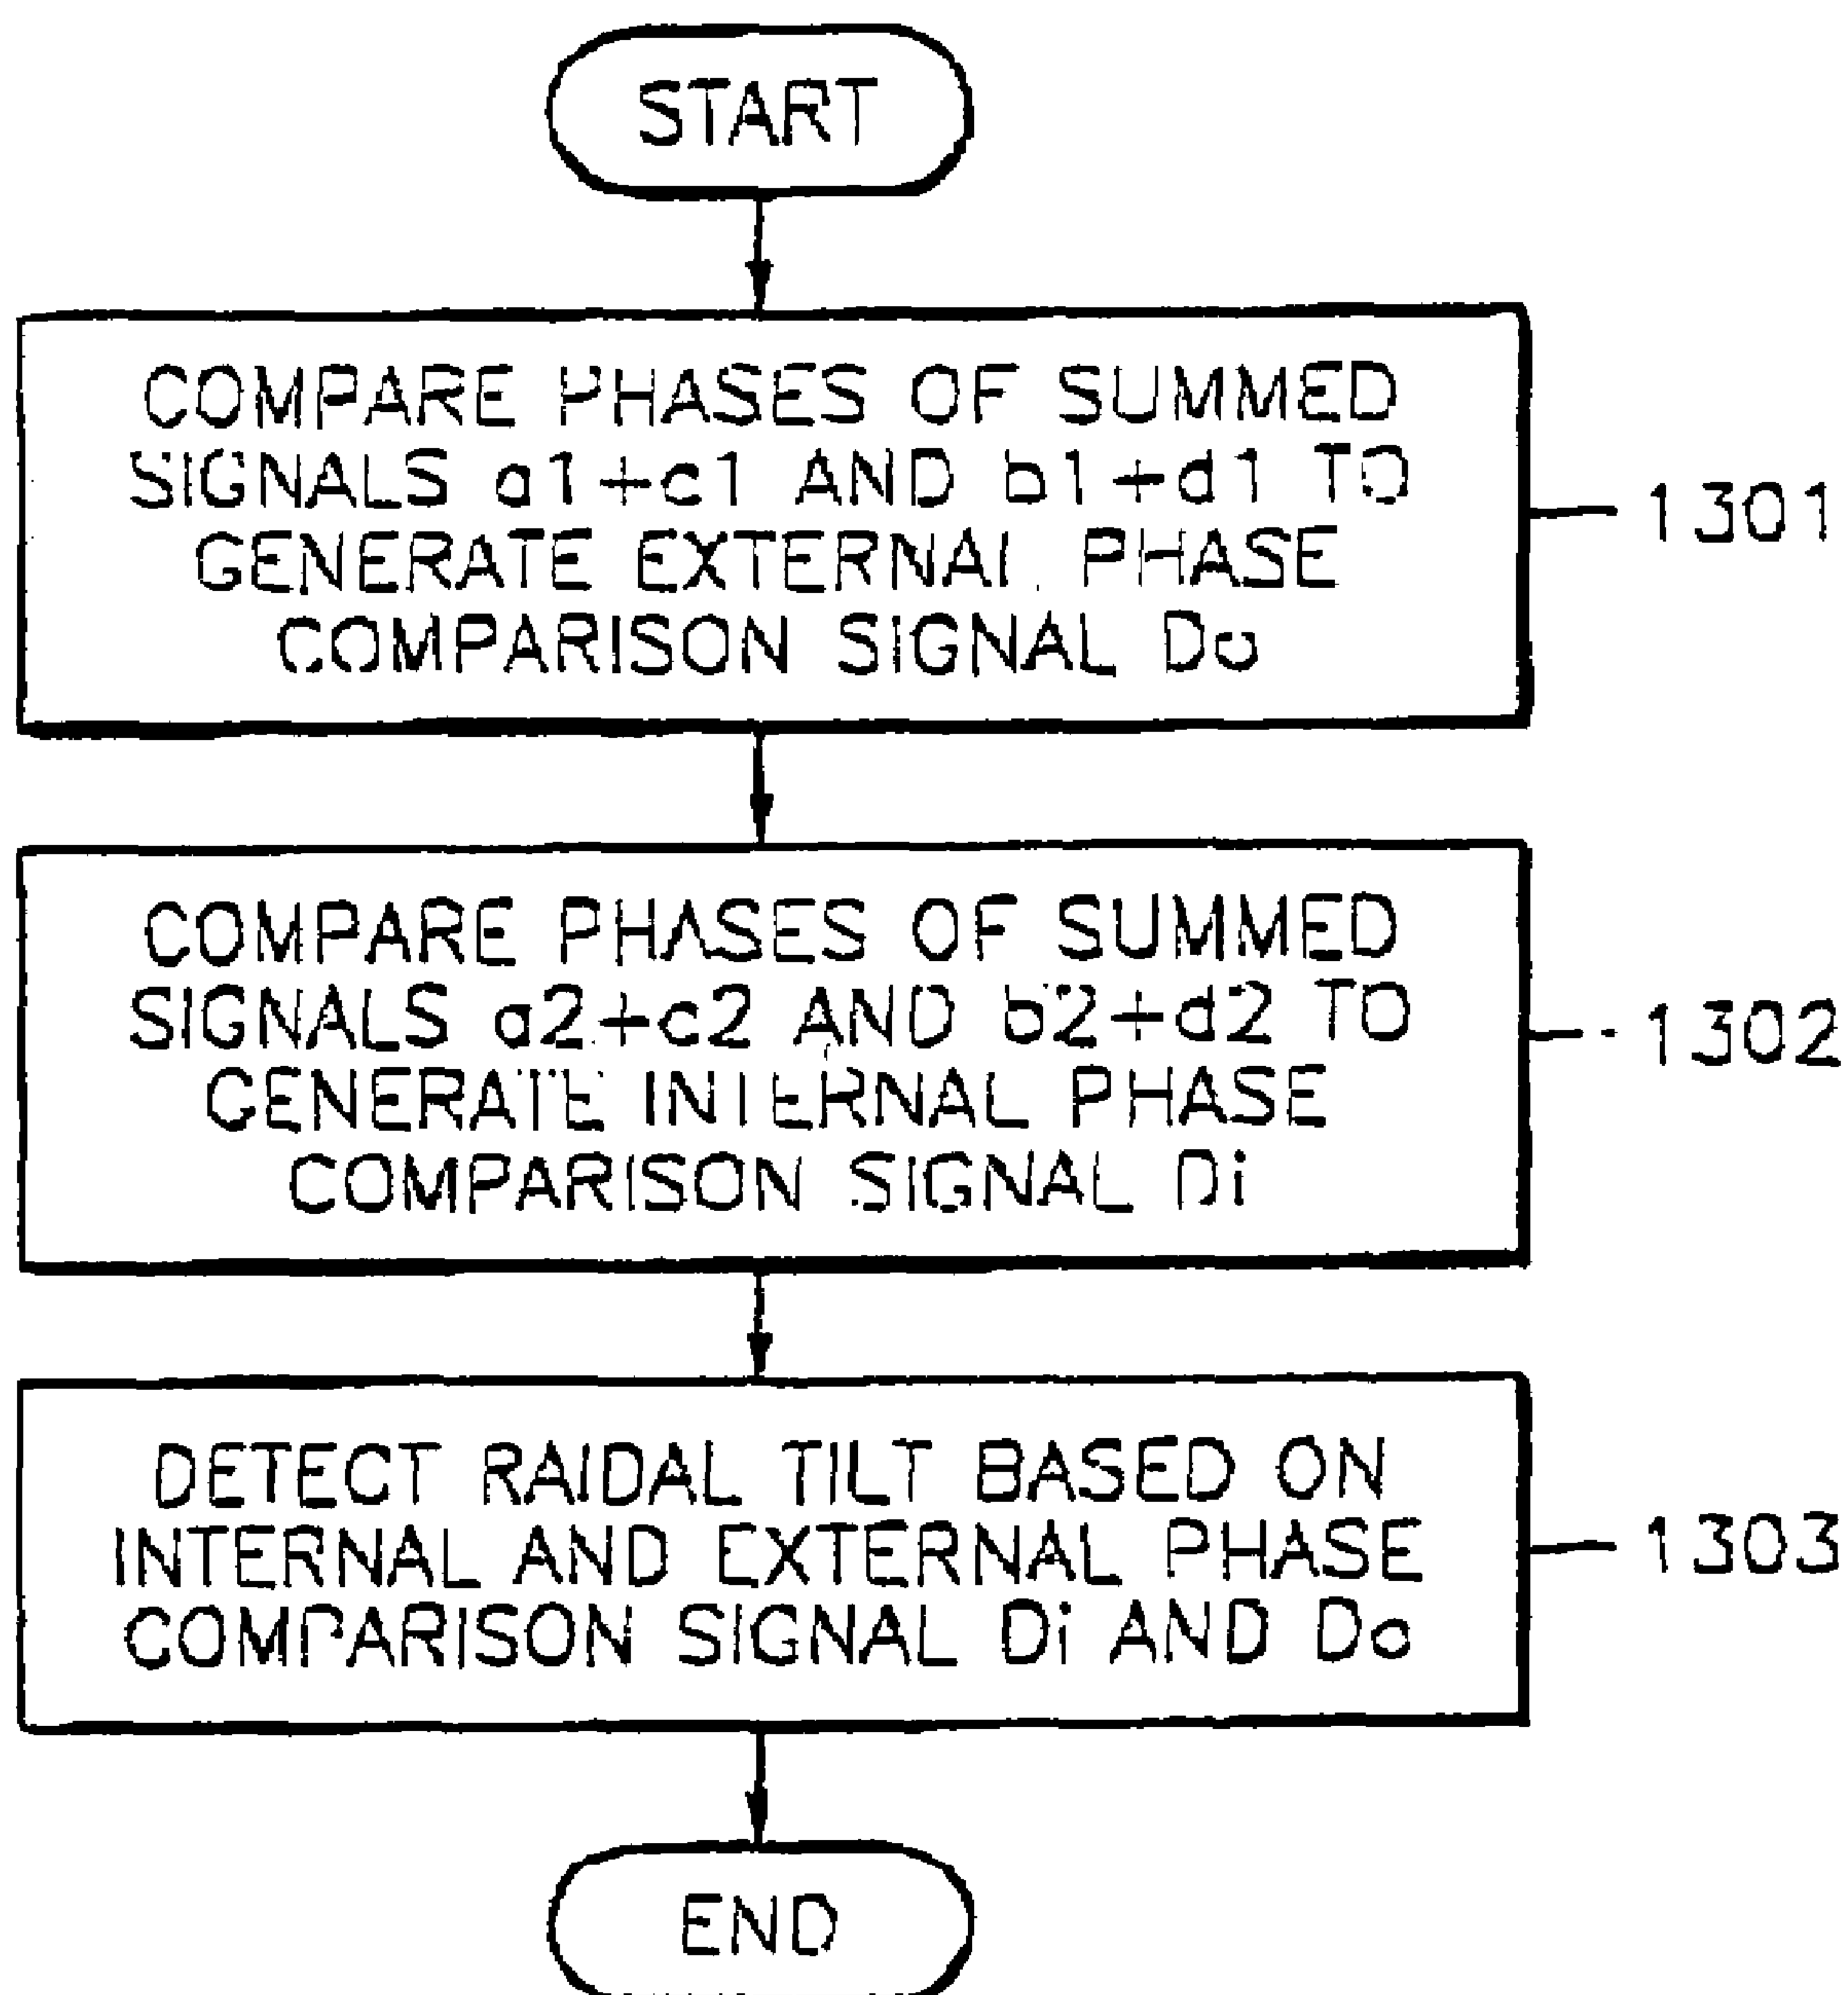 START
COMPARE PHASES OF SUMMED
SIGNALS a1+c1 AND b1+d1 TO
GENERATE EXTERNAL PHASE
COMPARISON SIGNAL Do
1301
COMPARE PHASES OF SUMMED
SIGNALS a2+c2 AND b2+d2 TO
GENERATE INTERNAL PHASE
COMPARISON SIGNAL Di
1302
DETECT RAIDAL TILT BASED ON
INTERNAL AND EXTERNAL PHASE
COMPARISON SIGNAL Di AND Do
1303
END